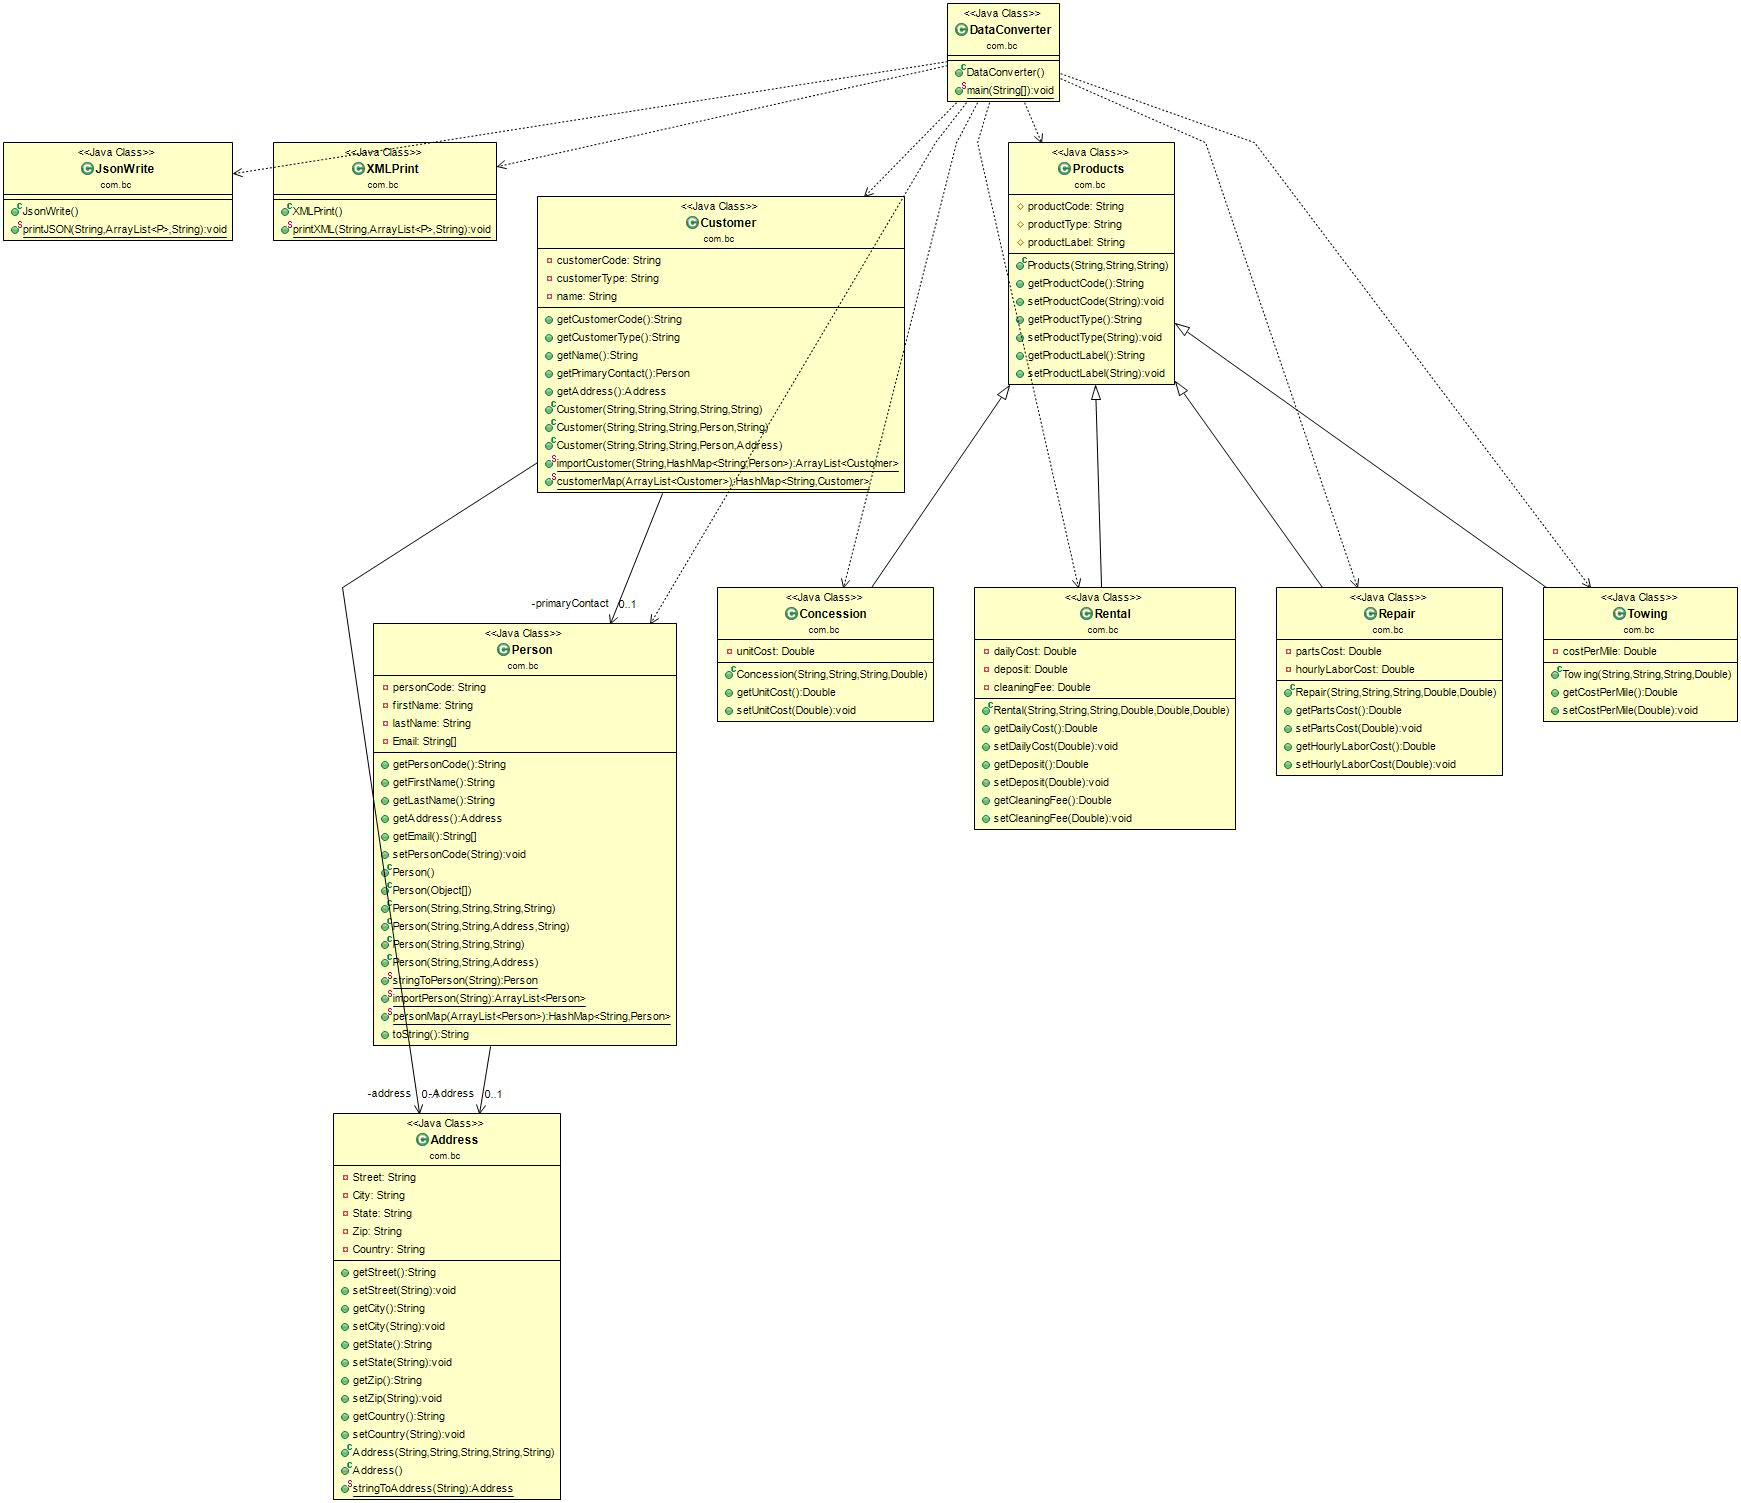 <<Java Class>>
DataConverter
com.bc
DataConverter()
main(String[]):void
<<Java Class>>
JsonWrite
com.bc
JsonWrite()
printJSON(String,ArrayList<P>,String):void
<<Java Class>>
XMLPrint
com.bc
XMLPrint()
printXML(String,ArrayList<P>,String):void
<<Java Class>>
Customer
com.bc
customerCode: String
customerType: String
name: String
getCustomerCode():String
getCustomerType():String
getName():String
getPrimaryContact():Person
getAddress():Address
Customer(String,String,String,String,String)
Customer(String,String,String,Person,String)
Customer(String,String,String,Person,Address)
importCustomer(String,HashMap<String,Person>):ArrayList<Customer>
customerMap(ArrayList<Customer>):HashMap<String,Customer>
<<Java Class>>
Products
com.bc
productCode: String
productType: String
productLabel: String
Products(String,String,String)
getProductCode():String
setProductCode(String):void
getProductType():String
setProductType(String):void
getProductLabel():String
setProductLabel(String):void
-primaryContact 0..1
<<Java Class>>
Person
com.bc
personCode: String
firstName: String
lastName: String
Email: String[]
getPersonCode():String
getFirstName():String
getLastName():String
getAddress():Address
getEmail():String[]
setPersonCode(String):void
Person()
Person(Object[])
Person(String,String,String,String)
Person(String,String,Address,String)
Person(String,String,String)
Person(String,String,Address)
stringToPerson(String):Person
importPerson(String):ArrayList<Person>
personMap(ArrayList<Person>):HashMap<String,Person>
toString():String
<<Java Class>>
Concession
com.bc
unitCost: Double
Concession(String,String,String,Double)
getUnitCost():Double
setUnitCost(Double):void
<<Java Class>>
Rental
com.bc
dailyCost: Double
deposit: Double
cleaningFee: Double
Rental(String,String,String,Double,Double,Double)
getDailyCost():Double
setDailyCost(Double):void
getDeposit():Double
setDeposit(Double):void
getCleaningFee():Double
setCleaningFee(Double):void
<<Java Class>>
Repair
com.bc
partsCost: Double
hourlyLaborCost: Double
Repair(String,String,String,Double,Double)
getPartsCost():Double
setPartsCost(Double):void
getHourlyLaborCost():Double
setHourlyLaborCost(Double):void
<<Java Class>>
Towing
com.bc
costPerMile: Double
Towing(String,String,String,Double)
getCostPerMile():Double
setCostPerMile(Double):void
-address 0..1
-Address 0..1
<<Java Class>>
Address
com.bc
Street: String
City: String
State: String
Zip: String
Country: String
getStreet():String
setStreet(String):void
getCity():String
setCity(String):void
getState():String
setState(String):void
getZip():String
setZip(String):void
getCountry():String
setCountry(String):void
Address(String,String,String,String,String)
Address()
stringToAddress(String):Address